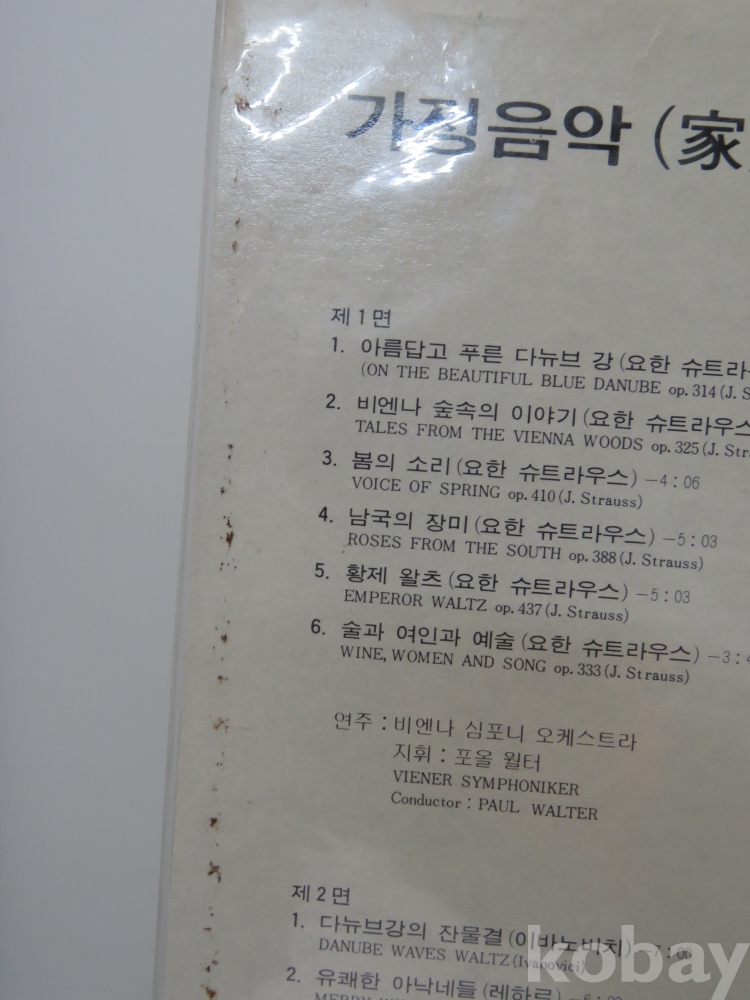 가정음악 (家
제1면
1. 아름답고 푸른 다뉴브 강 (요한 슈트라
(ON THE BEAUTIFUL BLUE DANUBE op. 314 (J. S
2. 비엔나 숲속의 이야기 (요한 슈트라우스
TALES FROM THE VIENNA WOODS op. 325 (J. Str
3. 봄의 소리 (요한 슈트라우스) —4 : 06
VOICE OF SPRING op. 410 (J. Strauss)
4. 남국의 장미 (요한 슈트라우스) —5 : 03
ROSES FROM THE SOUTH op. 388 (J. Strauss)
5. 황제 왈츠 (요한 슈트라우스) —5 : 03
EMPEROR WALTZ op. 437 (J. Strauss)
6. 술과 여인과 예술 (요한 슈트라우스) —3 : 4
WINE, WOMEN AND SONG op. 333 (J. Strauss)
연주 : 비엔나 심포니 오케스트라
지휘 : 포올 월터
VIENER SYMPHONIKER
Conductor : PAUL WALTER
제2면
1. 다뉴브강의 잔물결 (이바노비치) —7 : 06
DANUBE WAVES WALTZ (Ivanovici)
2. 유쾌한 아낙네들 (레하르)
kobay